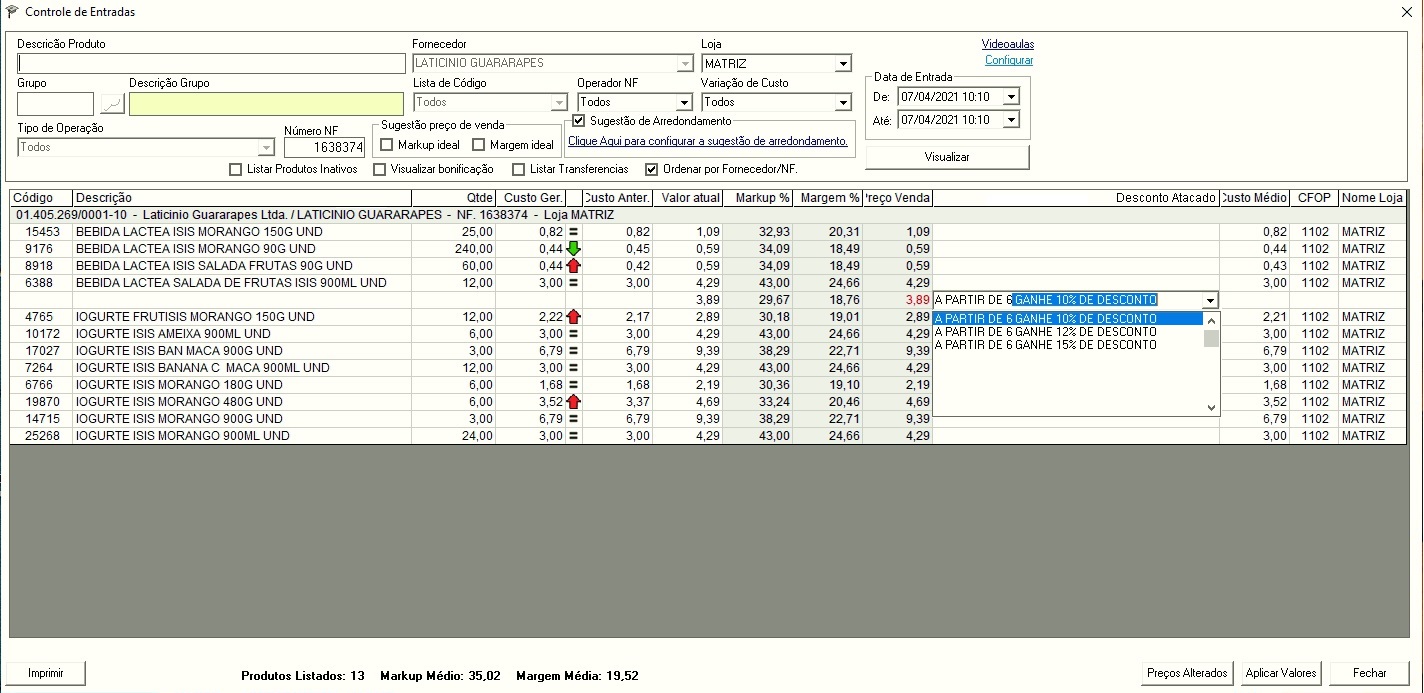 Controle de Entradas
Descricão Produto Fornecedor Loja Videoaulas
LATICINIO GUARARAPES MATRIZ Configurar
Grupo Descrição Grupo Lista de Código Operador NF Variação de Custo Data de Entrada
Todos Todos Todos De: 07/04/2021 10:10
Tipo de Operação Número NF Sugestão preço de venda Sugestão de Arredondamento Até: 07/04/2021 10:10
Todos 1638374 Markup ideal Margem ideal Clique Aqui para configurar a sugestão de arredondamento. Visualizar
Listar Produtos Inativos Visualizar bonificação Listar Transferencias Ordenar por Fornecedor/NF.
Código Descrição Qtde Custo Ger. Custo Anter. Valor atual Markup % Margem % Preço Venda Desconto Atacado Custo Médio CFOP Nome Loja
01.405.269/0001-10 - Laticinio Guararapes Ltda. / LATICINIO GUARARAPES - NF. 1638374 - Loja MATRIZ
15453 BEBIDA LACTEA ISIS MORANGO 150G UND 25,00 0,82 = 0,82 1,09 32,93 20,31 1,09 0,82 1102 MATRIZ
9176 BEBIDA LACTEA ISIS MORANGO 90G UND 240,00 0,44 0,45 0,59 34,09 18,49 0,59 0,44 1102 MATRIZ
8918 BEBIDA LACTEA ISIS SALADA FRUTAS 90G UND 60,00 0,44 0,42 0,59 34,09 18,49 0,59 0,43 1102 MATRIZ
6388 BEBIDA LACTEA SALADA DE FRUTAS ISIS 900ML UND 12,00 3,00 = 3,00 4,29 43,00 24,66 4,29 3,00 1102 MATRIZ
3,89 29,67 18,76 3,89 A PARTIR DE 6 GANHE 10% DE DESCONTO
4765 IOGURTE FRUTISIS MORANGO 150G UND 12,00 2,22 2,17 2,89 30,18 19,01 2,89 A PARTIR DE 6 GANHE 10% DE DESCONTO 2,21 1102 MATRIZ
10172 IOGURTE ISIS AMEIXA 900ML UND 6,00 3,00 = 3,00 4,29 43,00 24,66 4,29 A PARTIR DE 6 GANHE 12% DE DESCONTO 3,00 1102 MATRIZ
17027 IOGURTE ISIS BAN MACA 900G UND 3,00 6,79 = 6,79 9,39 38,29 22,71 9,39 A PARTIR DE 6 GANHE 15% DE DESCONTO 6,79 1102 MATRIZ
7264 IOGURTE ISIS BANANA C MACA 900ML UND 12,00 3,00 = 3,00 4,29 43,00 24,66 4,29 3,00 1102 MATRIZ
6766 IOGURTE ISIS MORANGO 180G UND 6,00 1,68 = 1,68 2,19 30,36 19,10 2,19 1,68 1102 MATRIZ
19870 IOGURTE ISIS MORANGO 480G UND 6,00 3,52 3,37 4,69 33,24 20,46 4,69 3,52 1102 MATRIZ
14715 IOGURTE ISIS MORANGO 900G UND 3,00 6,79 = 6,79 9,39 38,29 22,71 9,39 6,79 1102 MATRIZ
25268 IOGURTE ISIS MORANGO 900ML UND 24,00 3,00 = 3,00 4,29 43,00 24,66 4,29 3,00 1102 MATRIZ
Imprimir Produtos Listados: 13 Markup Médio: 35,02 Margem Média: 19,52 Preços Alterados Aplicar Valores Fechar